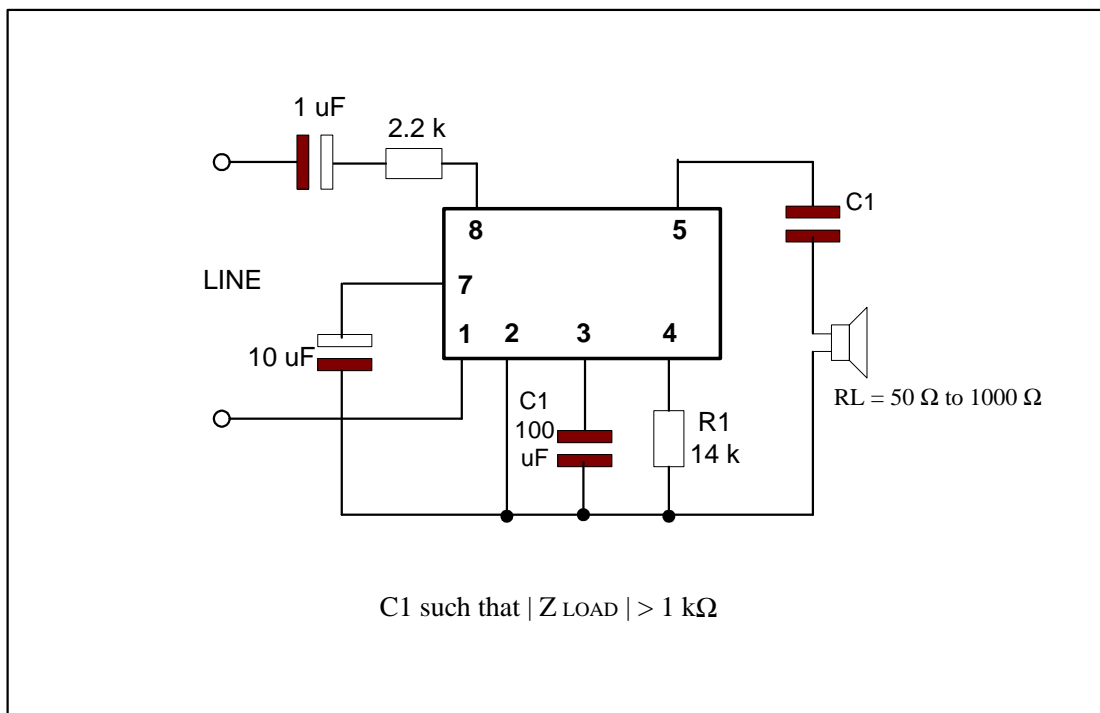 1 uF
2.2 k
8
5
C1
LINE
7
1
2
3
4
10 uF
C1
100
uF
R1
14 k
RL = 50 Ω to 1000 Ω
C1 such that | Z LOAD | > 1 kΩ